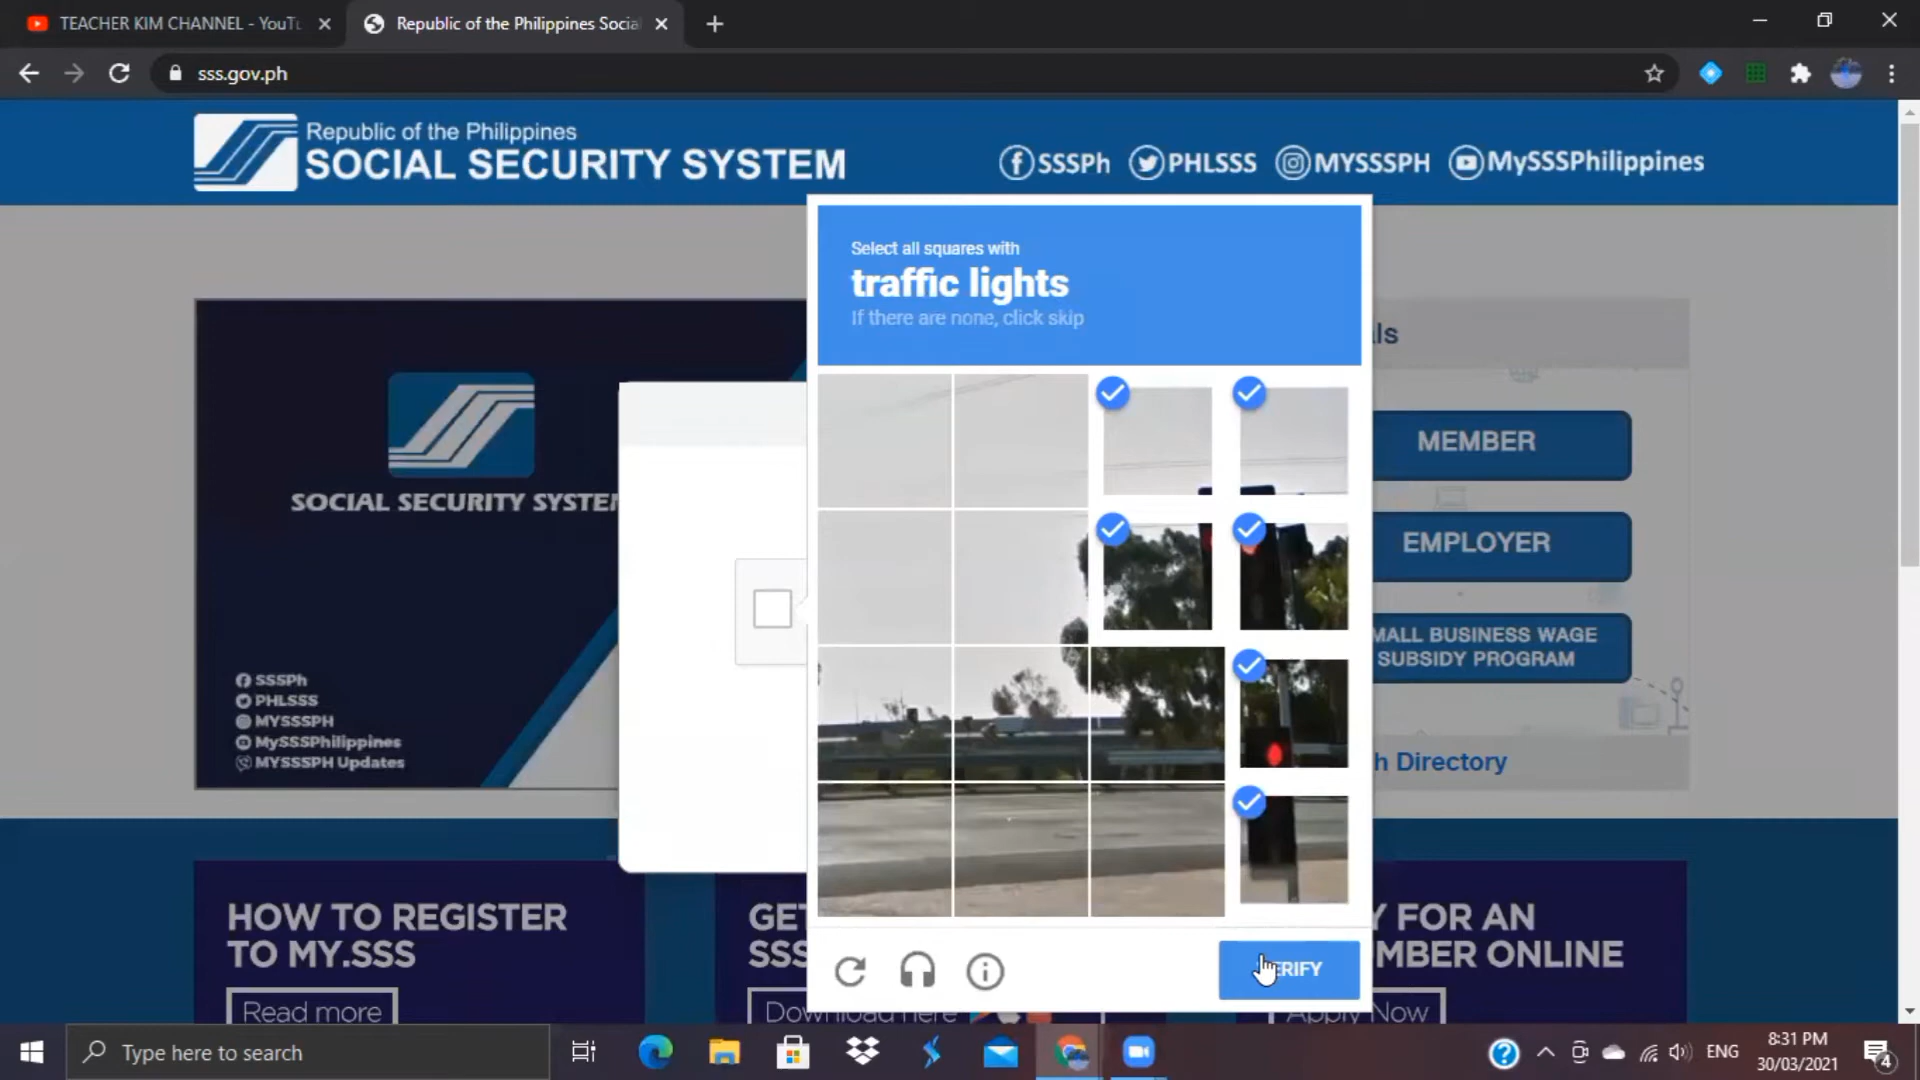 TEACHER KIM CHANNEL - YouTu
Republic of the Philippines Socia
sss.gov.ph
Republic of the Philippines
SOCIAL SECURITY SYSTEM
SSSPh
PHLSSS
MYSSSPH
MySSSPhilippines
Select all squares with
traffic lights
If there are none, click skip
ls
SOCIAL SECURITY SYSTEM
MEMBER
EMPLOYER
MALL BUSINESS WAGE
SUBSIDY PROGRAM
SSSPh
PHLSSS
MYSSSPH
MySSSPhilippines
MYSSSPH Updates
h Directory
HOW TO REGISTER
TO MY.SSS
Read more
GE
SSS
Download here
Y FOR AN
MBER ONLINE
Apply Now
ERIFY
Type here to search
ENG
8:31 PM
30/03/2021
4